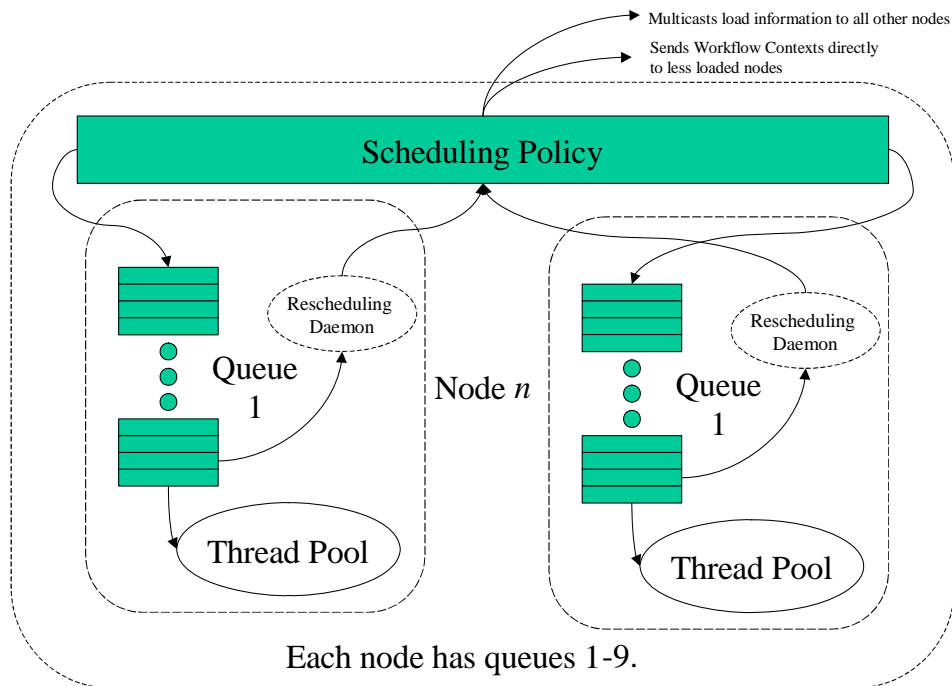 Multicasts load information to all other nodes
Sends Workflow Contexts directly
to less loaded nodes
Scheduling Policy
Rescheduling
Daemon
Queue
1
Thread Pool
Node n
Rescheduling
Daemon
Queue
1
Thread Pool
Each node has queues 1-9.